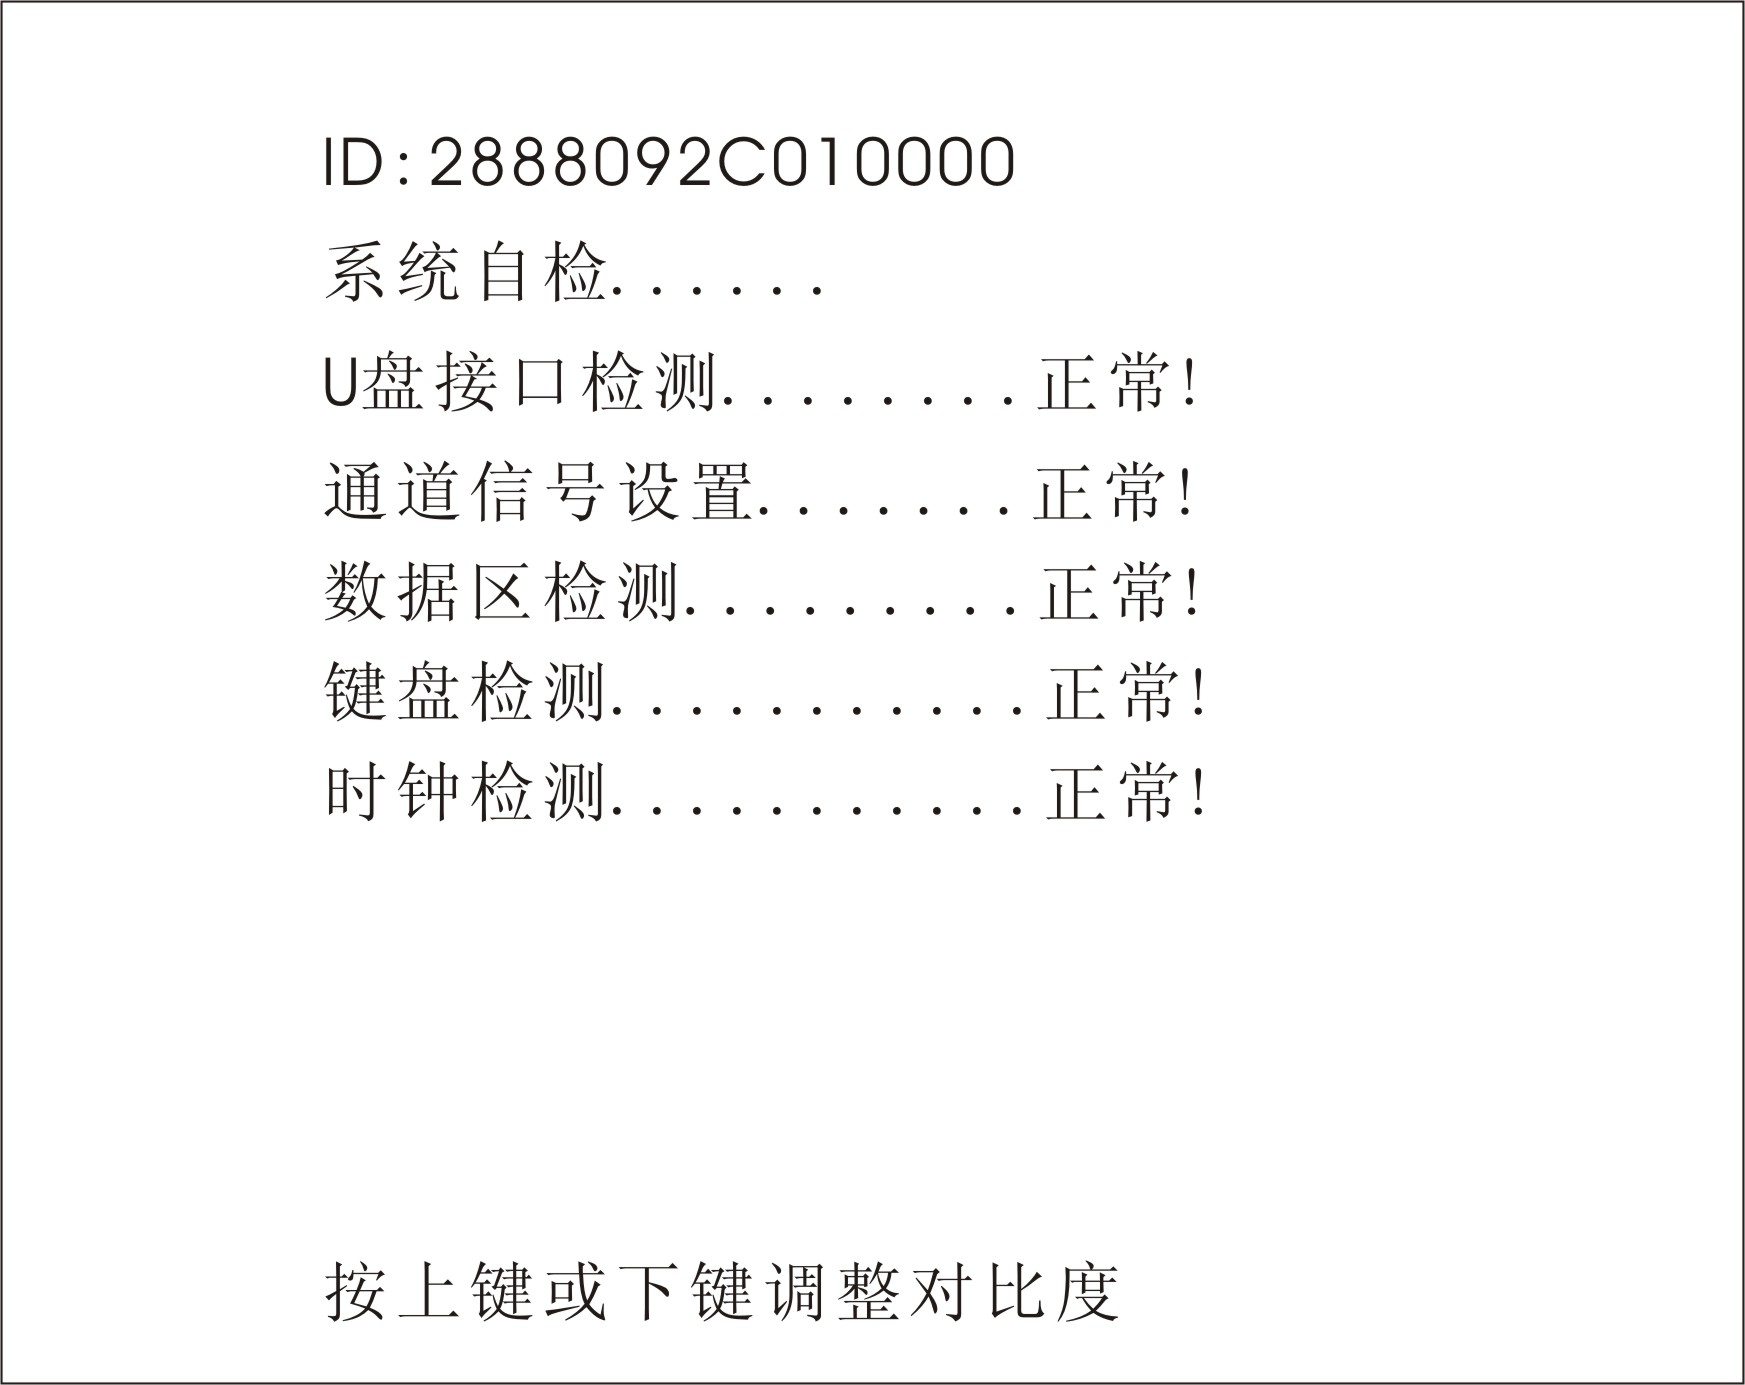 ID:2888092C010000
系统自检......
U盘接口检测........正常!
通道信号设置.......正常!
数据区检测.........正常!
键盘检测...........正常!
时钟检测...........正常!
按上键或下键调整对比度